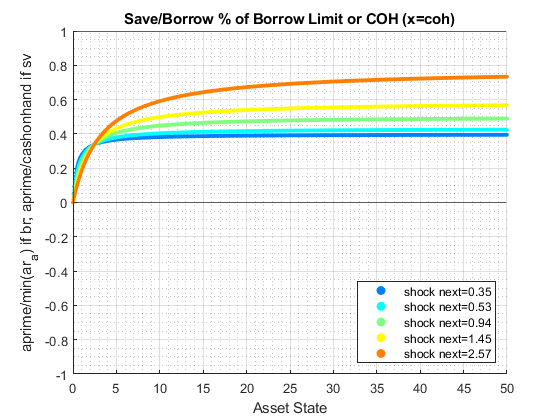 Save/Borrow % of Borrow Limit or COH (x=coh)
aprime/min(ar_a) if br; aprime/cashonhand if sv
1
0.8
0.6
0.4
0.2
0
-0.2
-0.4
-0.6
-0.8
-1
shock next=0.35
shock next=0.53
shock next=0.94
shock next=1.45
shock next=2.57
0 5 10 15 20 25 30 35 40 45 50
Asset State